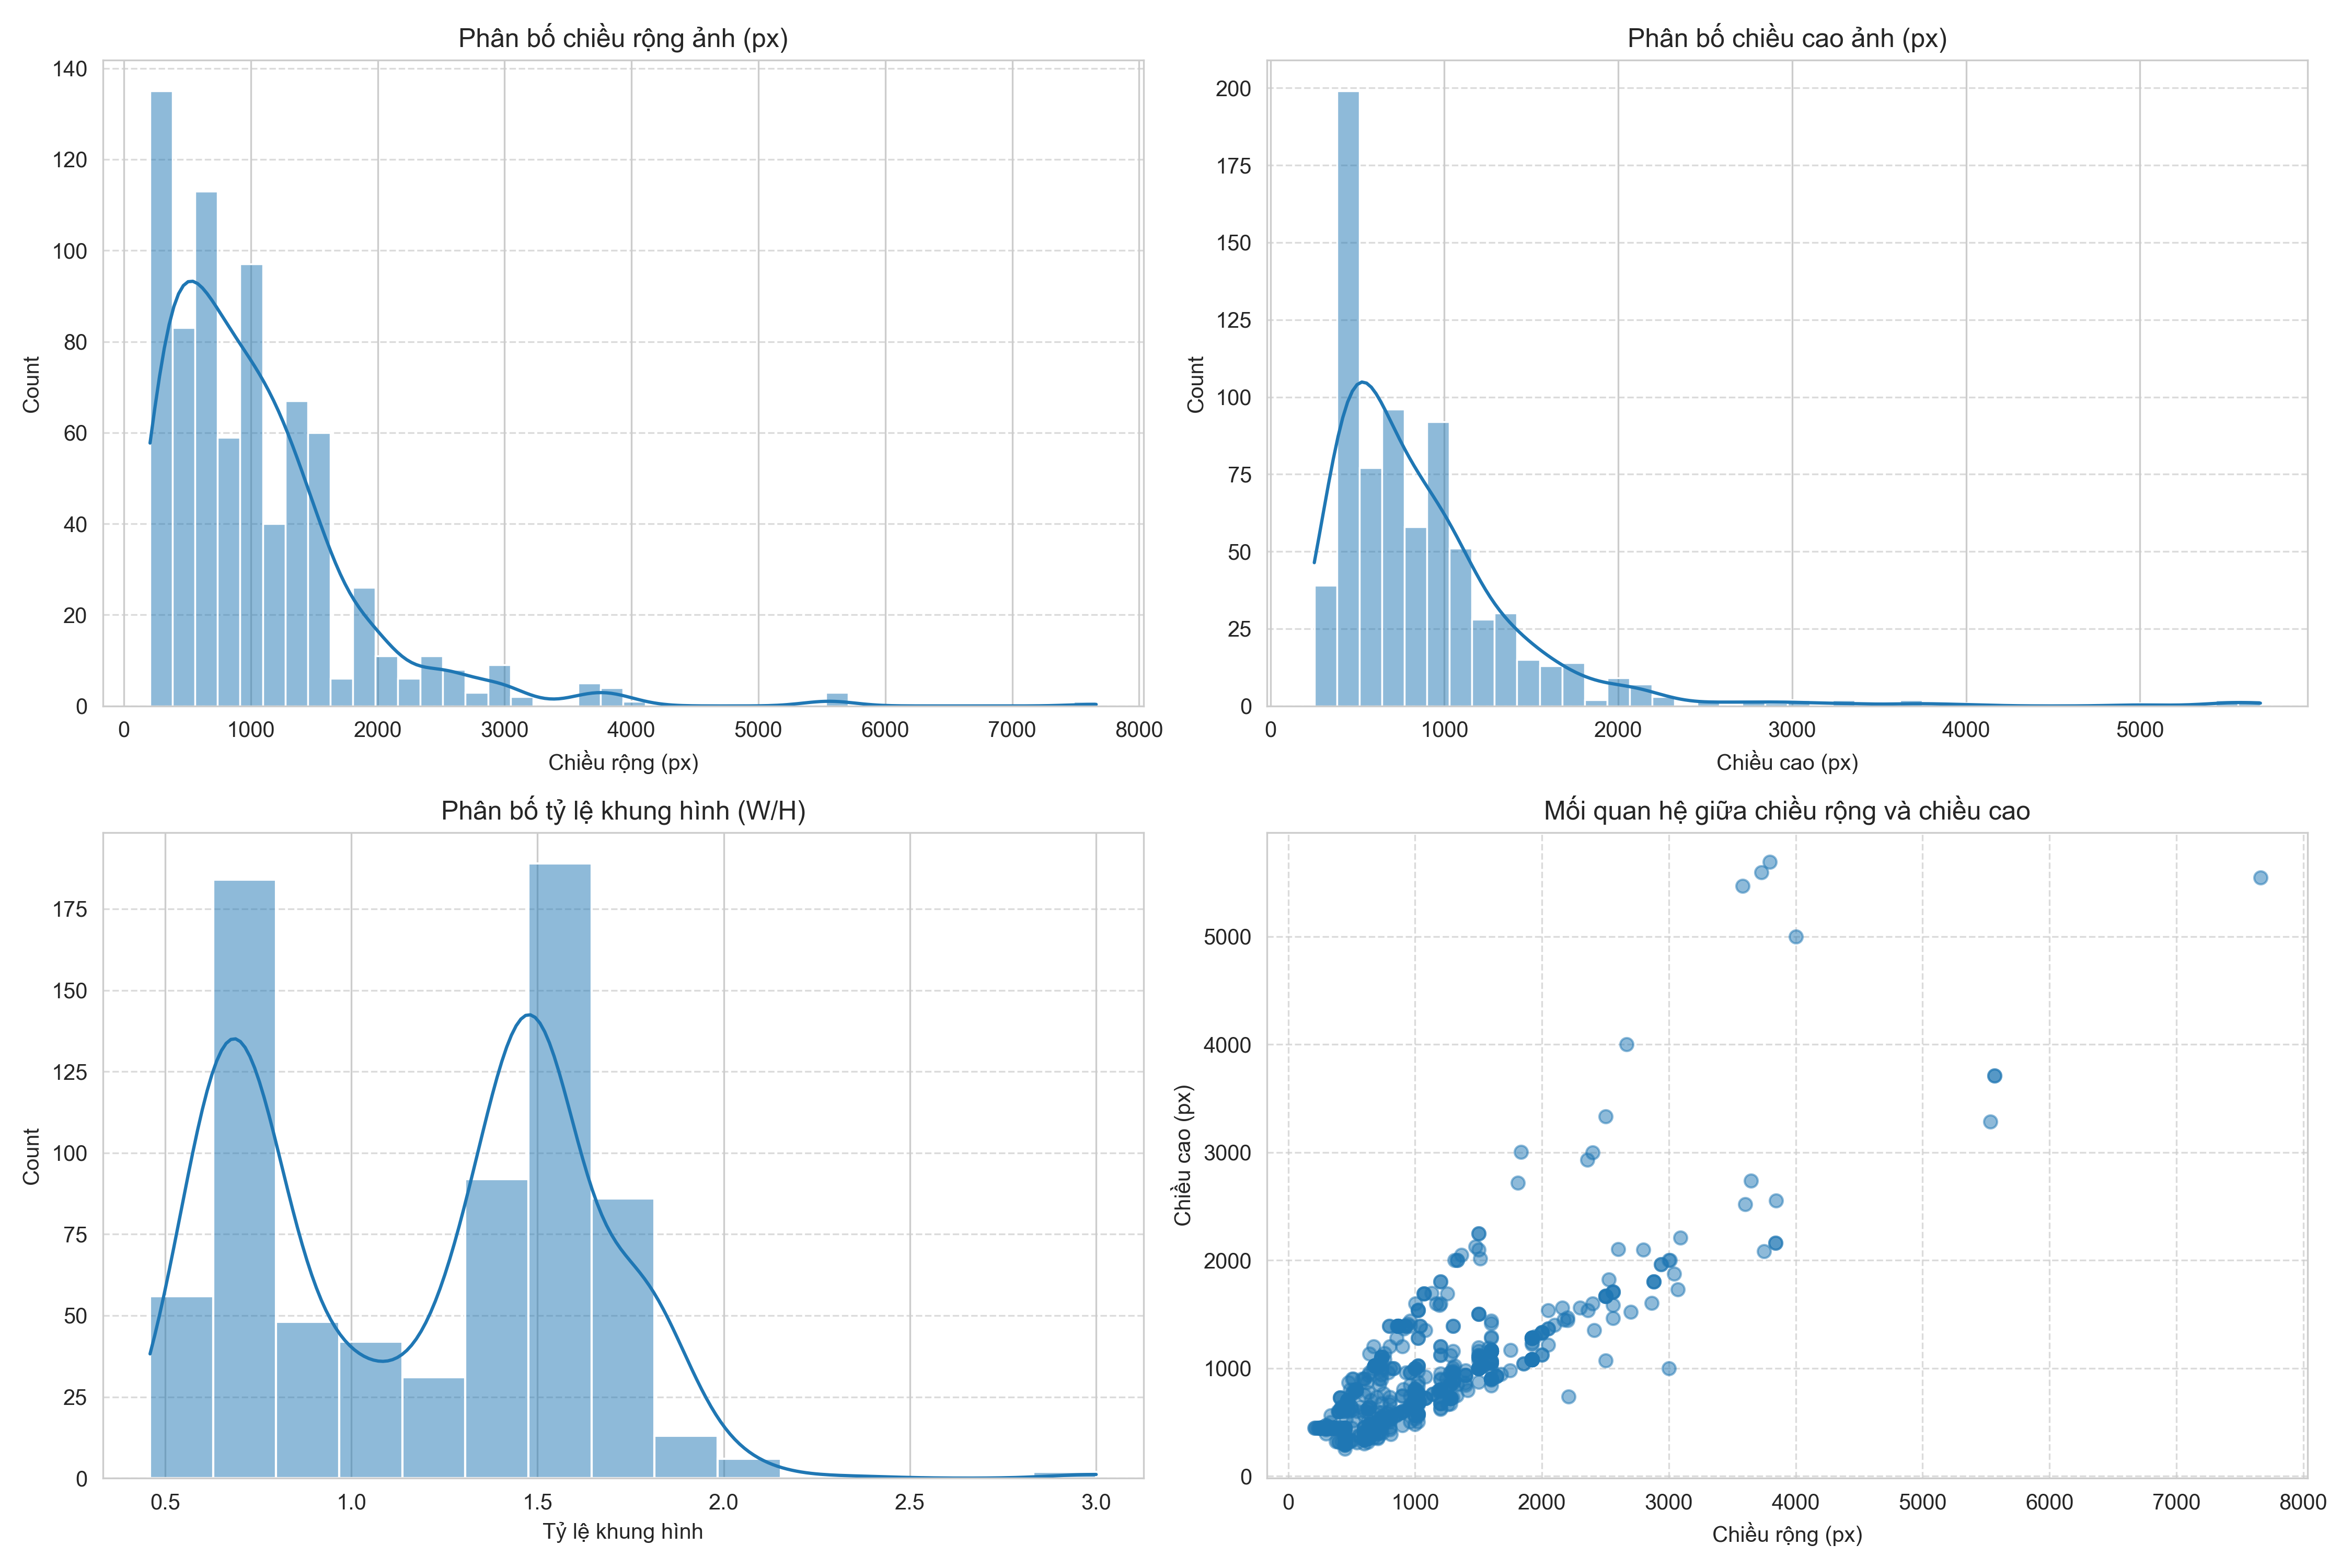 Phân bố chiều rộng ảnh (px)
140
120
100
80
60
40
20
0
Count
0 1000 2000 3000 4000 5000 6000 7000 8000
Chiều rộng (px)
Phân bố chiều cao ảnh (px)
200
175
150
125
100
75
50
25
0
Count
0 1000 2000 3000 4000 5000
Chiều cao (px)
Phân bố tỷ lệ khung hình (W/H)
175
150
125
100
75
50
25
0
Count
0.5 1.0 1.5 2.0 2.5 3.0
Tỷ lệ khung hình
Mối quan hệ giữa chiều rộng và chiều cao
5000
4000
3000
2000
1000
0
Chiều cao (px)
0 1000 2000 3000 4000 5000 6000 7000 8000
Chiều rộng (px)